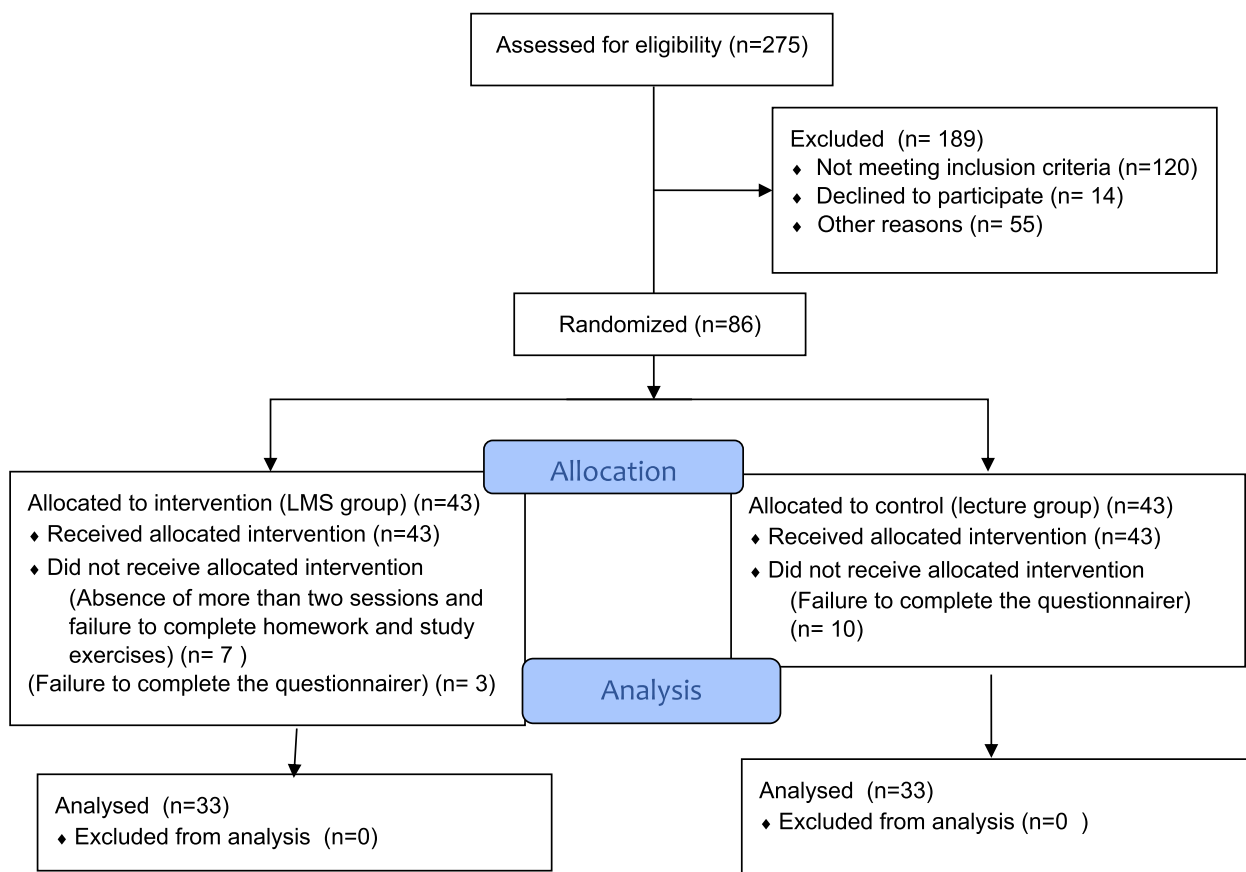 Assessed for eligibility (n=275)
Excluded (n= 189)
♦ Not meeting inclusion criteria (n=120)
♦ Declined to participate (n= 14)
♦ Other reasons (n= 55)
Randomized (n=86)
Allocation
Allocated to intervention (LMS group) (n=43)
♦ Received allocated intervention (n=43)
♦ Did not receive allocated intervention
(Absence of more than two sessions and
failure to complete homework and study
exercises) (n= 7 )
(Failure to complete the questionnairer) (n= 3)
Allocated to control (lecture group) (n=43)
♦ Received allocated intervention (n=43)
♦ Did not receive allocated intervention
(Failure to complete the questionnairer)
(n= 10)
Analysis
Analysed (n=33)
♦ Excluded from analysis (n=0)
Analysed (n=33)
♦ Excluded from analysis (n=0 )